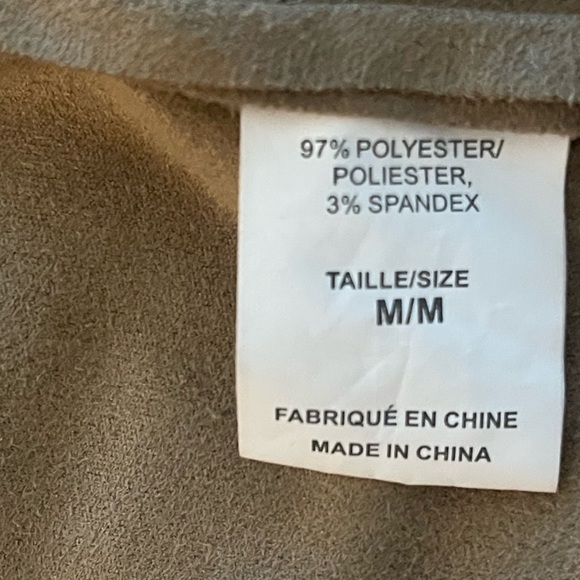 97% POLYESTER/
POLIESTER,
3% SPANDEX
TAILLE/SIZE
M/M
FABRIQUÉ EN CHINE
MADE IN CHINA